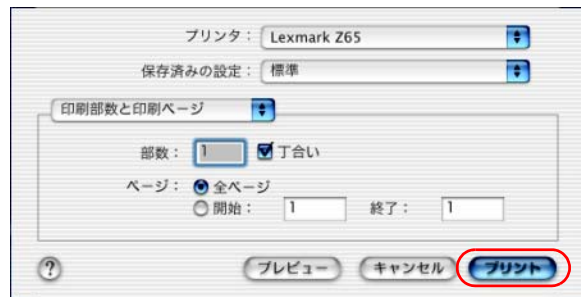 プリンタ： Lexmark Z65
保存済みの設定： 標準
印刷部数と印刷ページ
部数： 1 丁合い
ページ： 全ページ
開始： 1 終了： 1
? プレビュー キャンセル プリント